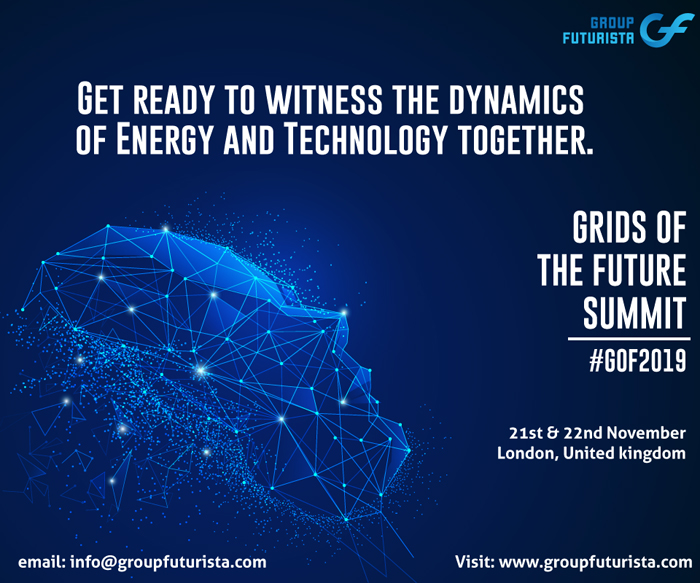 GROUP
FUTURISTA
GET READY TO WITNESS THE DYNAMICS
OF ENERGY AND TECHNOLOGY TOGETHER.
GRIDS OF
THE FUTURE
SUMMIT
#GOF2019
21st & 22nd November
London, United kingdom
email: info@groupfuturista.com
Visit: www.groupfuturista.com